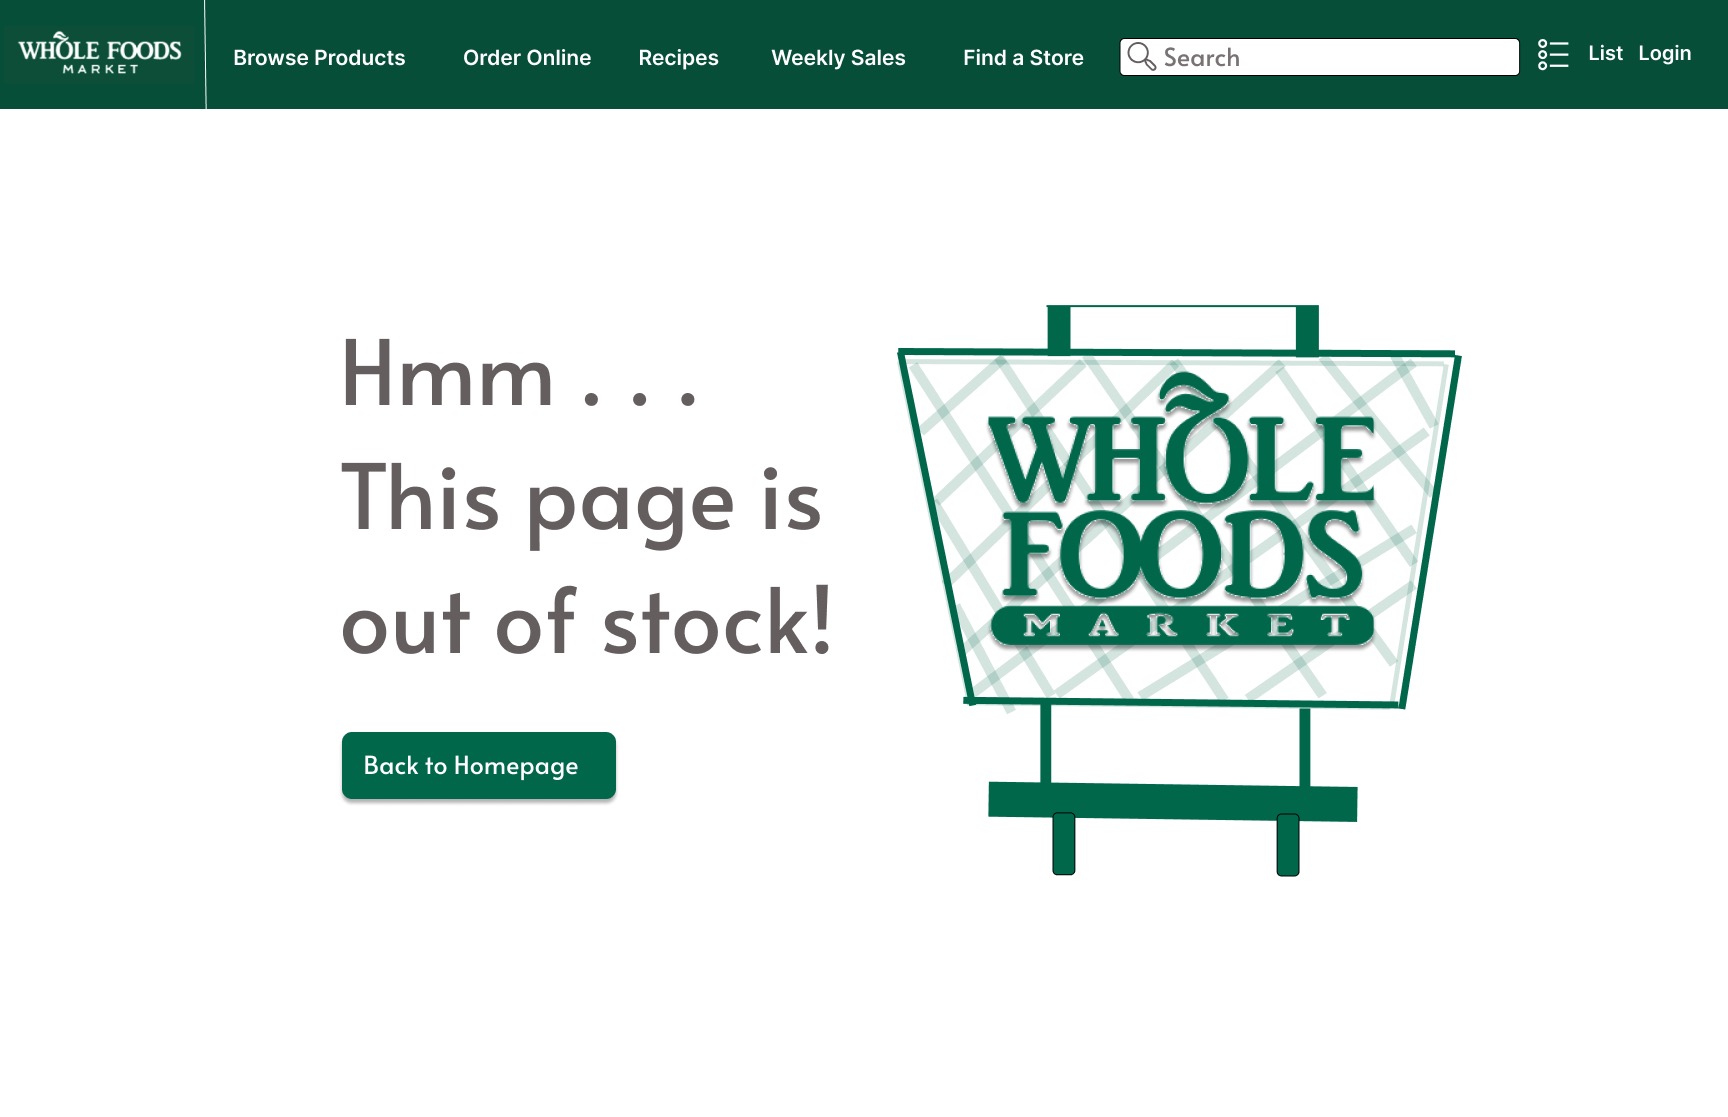 WHOLE FOODS
MARKET
Browse Products
Order Online
Recipes
Weekly Sales
Find a Store
Search
List
Login
Hmm . . .
This page is
out of stock!
Back to Homepage
WHOLE
FOODS
MARKET